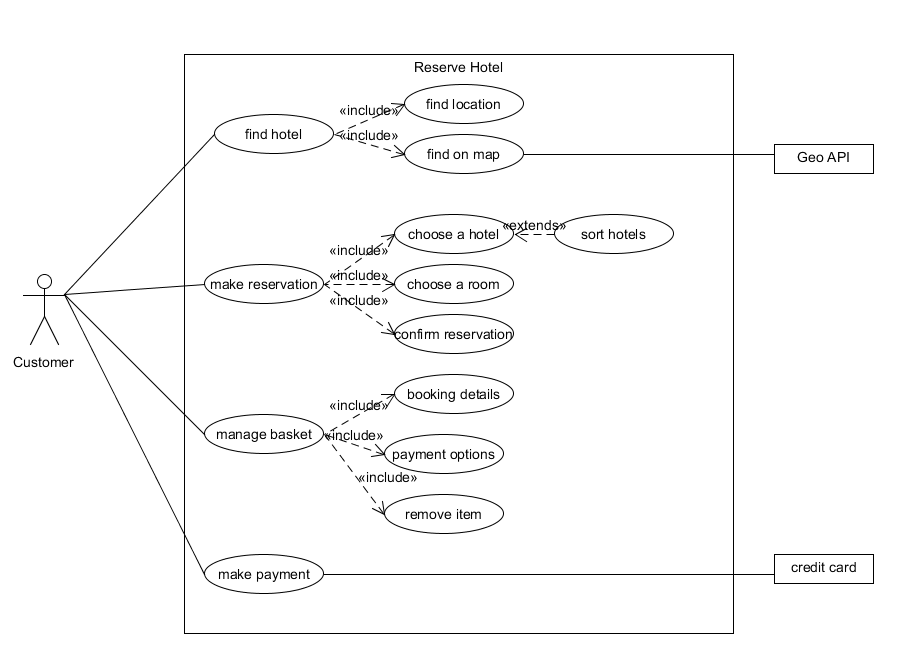 Reserve Hotel
«include»
find location
find hotel
«include»
find on map
Geo API
choose a hotel
«extends»
sort hotels
«include»
make reservation
«include»
choose a room
«include»
confirm reservation
Customer
booking details
«include»
manage basket
«include»
payment options
«include»
remove item
make payment
credit card